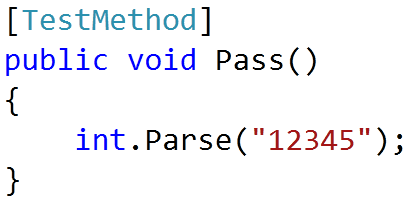 [TestMethod]
public void Pass()
{
    int.Parse("12345");
}